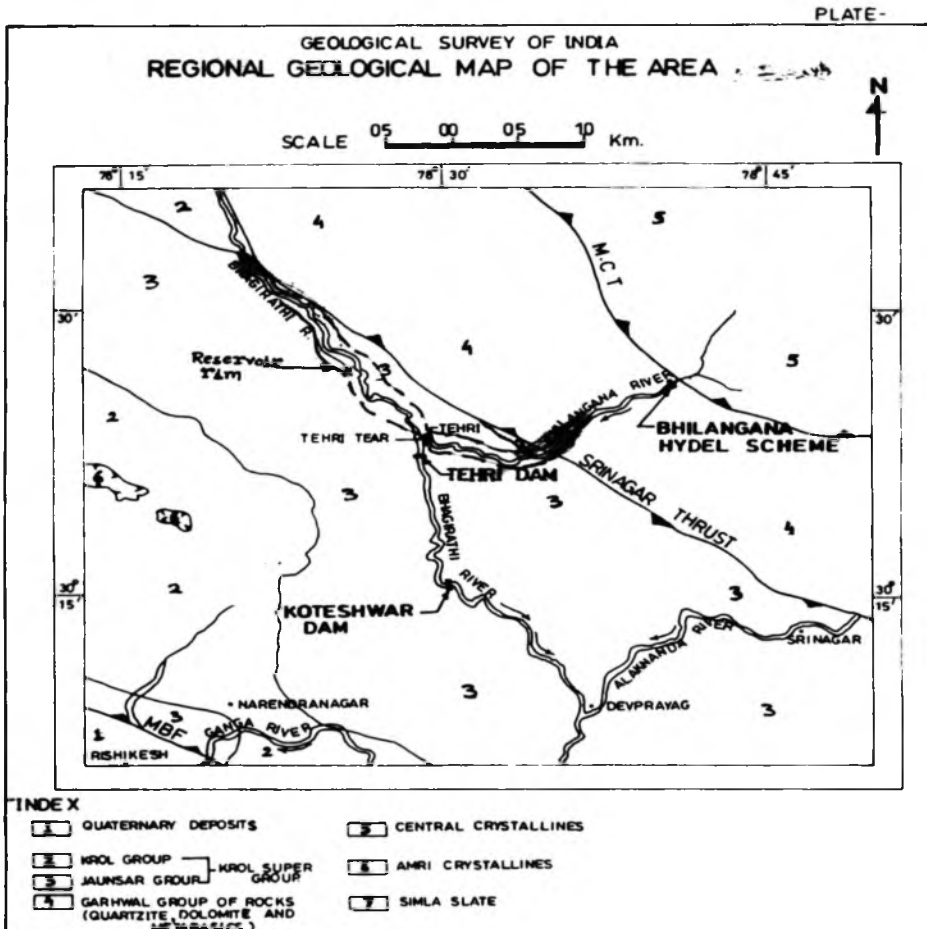 PLATE-
GEOLOGICAL SURVEY OF INDIA
REGIONAL GEOLOGICAL MAP OF THE AREA
N
SCALE 05 00 05 10 Km.
78° 15' 78° 30' 78° 45'
2 4 5
M.C.T
3
BHAGIRATHI R.
30' 30'
4 5
Reservoir
rim
3
BHILANGANA RIVER
2
TEHRI
TEHRI TEAR
BHILANGANA
HYDEL SCHEME
TEHRI DAM
SRINAGAR THRUST
6
3 3
4
6
BHAGIRATHI
RIVER
2
30°
15'
3
30°
15'
KOTESHWAR
DAM
ALAKNANDA RIVER
SRINAGAR
NARENDRANAGAR
3
DEVPRAYAG
3
3
MBF
GANGA RIVER
1
2
RISHIKESH
INDEX
1 QUATERNARY DEPOSITS
2 KROL GROUP
3 JAUNSAR GROUP
KROL SUPER
GROUP
4 GARHWAL GROUP OF ROCKS
(QUARTZITE, DOLOMITE AND
5 CENTRAL CRYSTALLINES
6 AMRI CRYSTALLINES
7 SIMLA SLATE